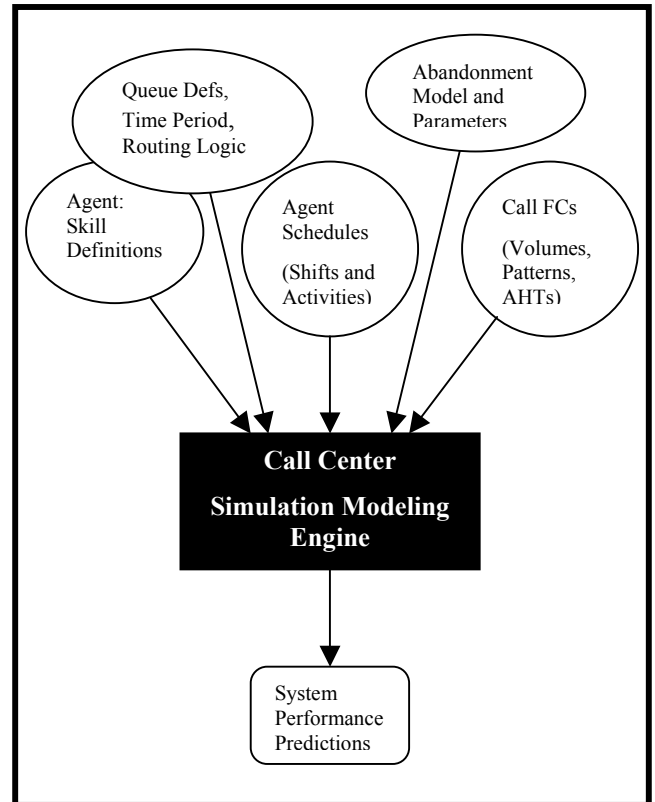 Queue Defs,
Time Period,
Routing Logic
Abandonment
Model and
Parameters
Agent:
Skill
Definitions
Agent
Schedules
(Shifts and
Activities)
Call FCs
(Volumes,
Patterns,
AHTs)
Call Center
Simulation Modeling
Engine
System
Performance
Predictions